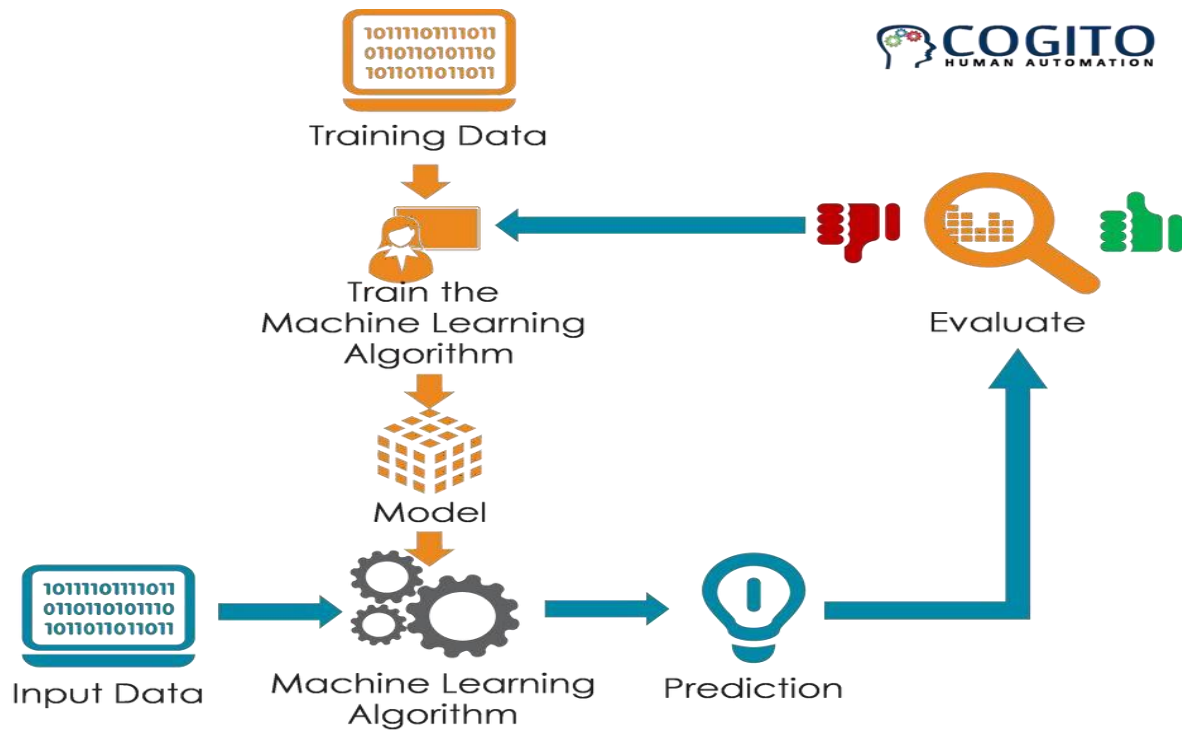 1011110111011
0110110101110
1011011011011
COGITO
HUMAN AUTOMATION
Training Data
Train the
Machine Learning
Algorithm
Evaluate
Model
1011110111011
0110110101110
1011011011011
Input Data
Machine Learning
Algorithm
Prediction